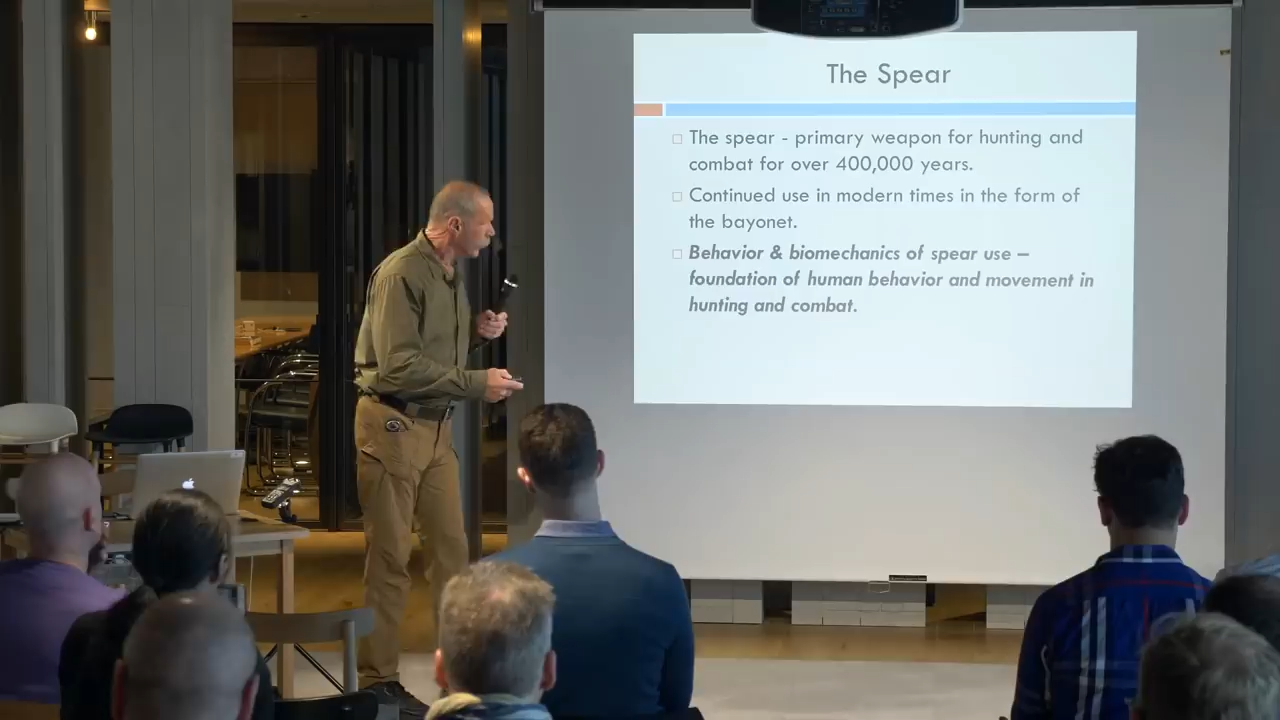 The Spear
The spear - primary weapon for hunting and
combat for over 400,000 years.
Continued use in modern times in the form of
the bayonet.
Behavior & biomechanics of spear use –
foundation of human behavior and movement in
hunting and combat.